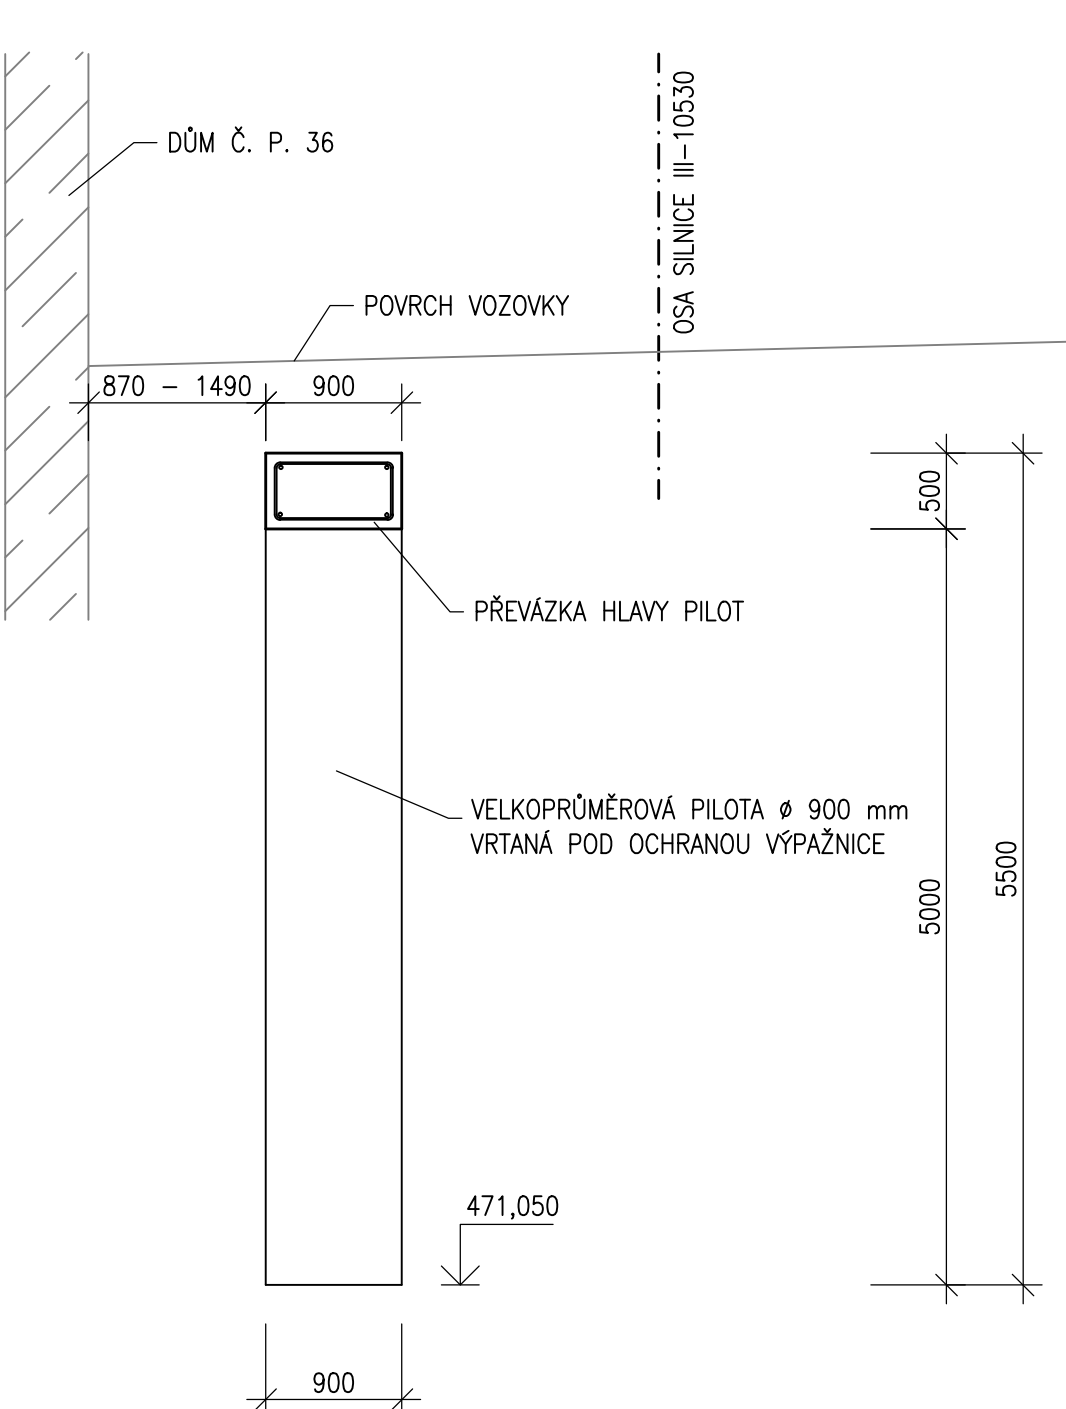 OSA SILNICE III-10530
DŮM Č. P. 36
POVRCH VOZOVKY
870 - 1490
900
500
PŘEVÁZKA HLAVY PILOT
VELKOPRŮMĚROVÁ PILOTA ø 900 mm
VRTANÁ POD OCHRANOU VÝPAŽNICE
5500
5000
471,050
900